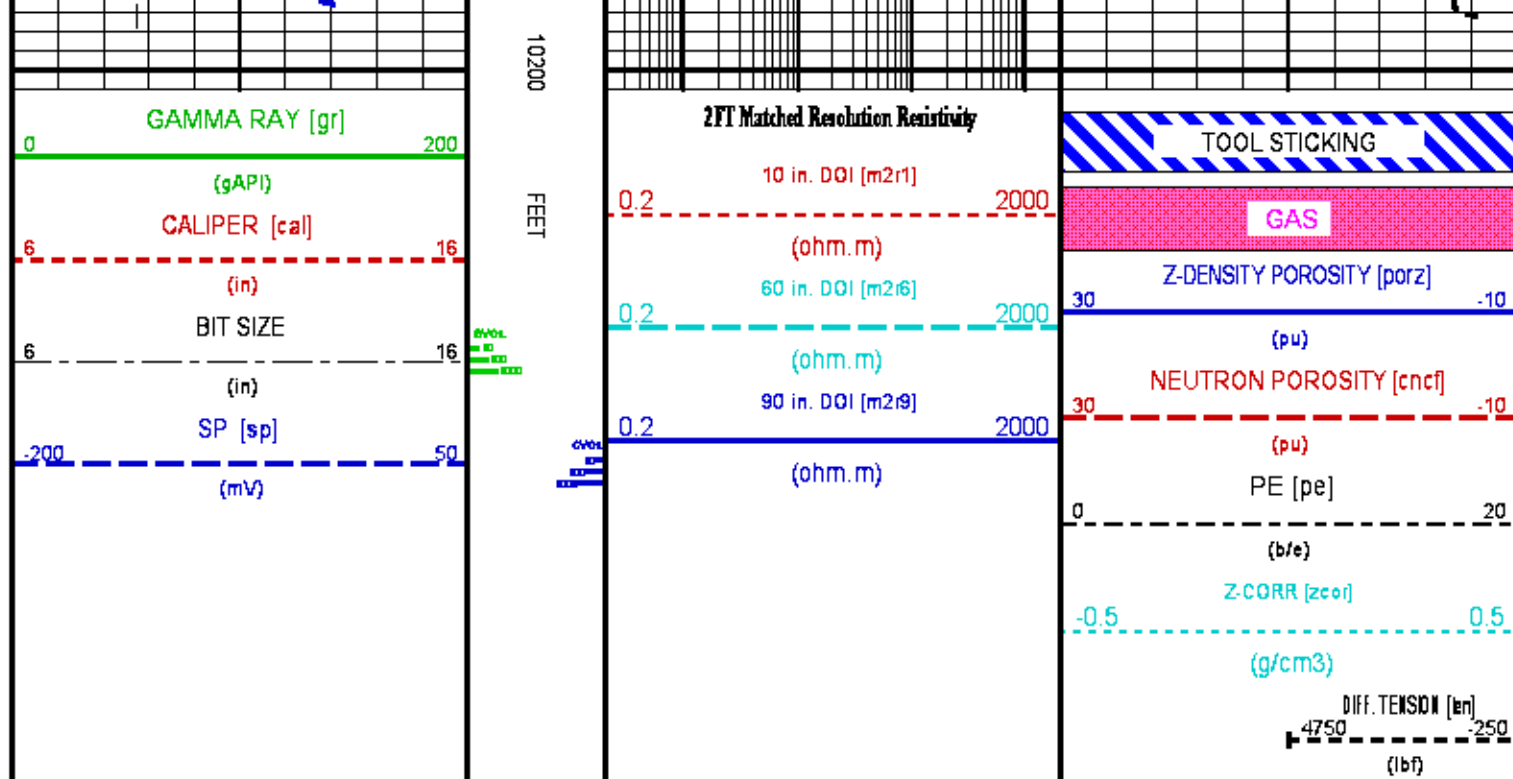 GAMMA RAY [gr]
0 200
(gAPI)
CALIPER [cal]
6 16
(in)
BIT SIZE
6 16
(in)
SP [sp]
-200 50
(mV)
10200
FEET
BVOL
10
100
CVOL
2FT Matched Resolution Resistivity
10 in. DOI [m2r1]
0.2 2000
(ohm.m)
60 in. DOI [m2r6]
0.2 2000
(ohm.m)
90 in. DOI [m2r9]
0.2 2000
(ohm.m)
TOOL STICKING
GAS
Z-DENSITY POROSITY [porz]
30 -10
(pu)
NEUTRON POROSITY [cncf]
30 -10
(pu)
PE [pe]
0 20
(b/e)
Z-CORR [zcor]
-0.5 0.5
(g/cm3)
DIFF. TENSION [ten]
4750 -250
(lbf)